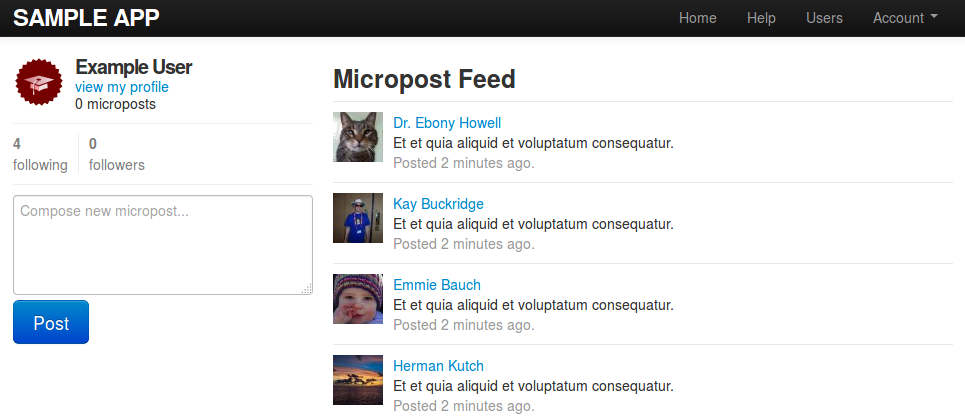 SAMPLE APP
Home Help Users Account
Example User
view my profile
0 microposts
4 following
0 followers
Compose new micropost...
Post
Micropost Feed
Dr. Ebony Howell
Et et quia aliquid et voluptatum consequatur.
Posted 2 minutes ago.
Kay Buckridge
Et et quia aliquid et voluptatum consequatur.
Posted 2 minutes ago.
Emmie Bauch
Et et quia aliquid et voluptatum consequatur.
Posted 2 minutes ago.
Herman Kutch
Et et quia aliquid et voluptatum consequatur.
Posted 2 minutes ago.